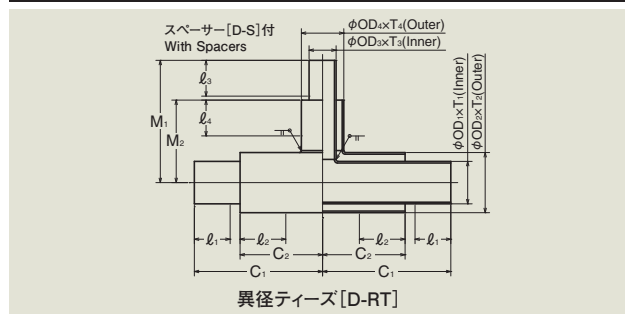 スペーサー[D-S]付
With Spacers
φOD₄×T₄(Outer)
φOD₃×T₃(Inner)
ℓ₃
ℓ₄
M₁
M₂
φOD₁×T₁(Inner)
φOD₂×T₂(Outer)
ℓ₁
ℓ₂
ℓ₂
ℓ₁
C₂
C₂
C₁
C₁
異径ティーズ[D-RT]